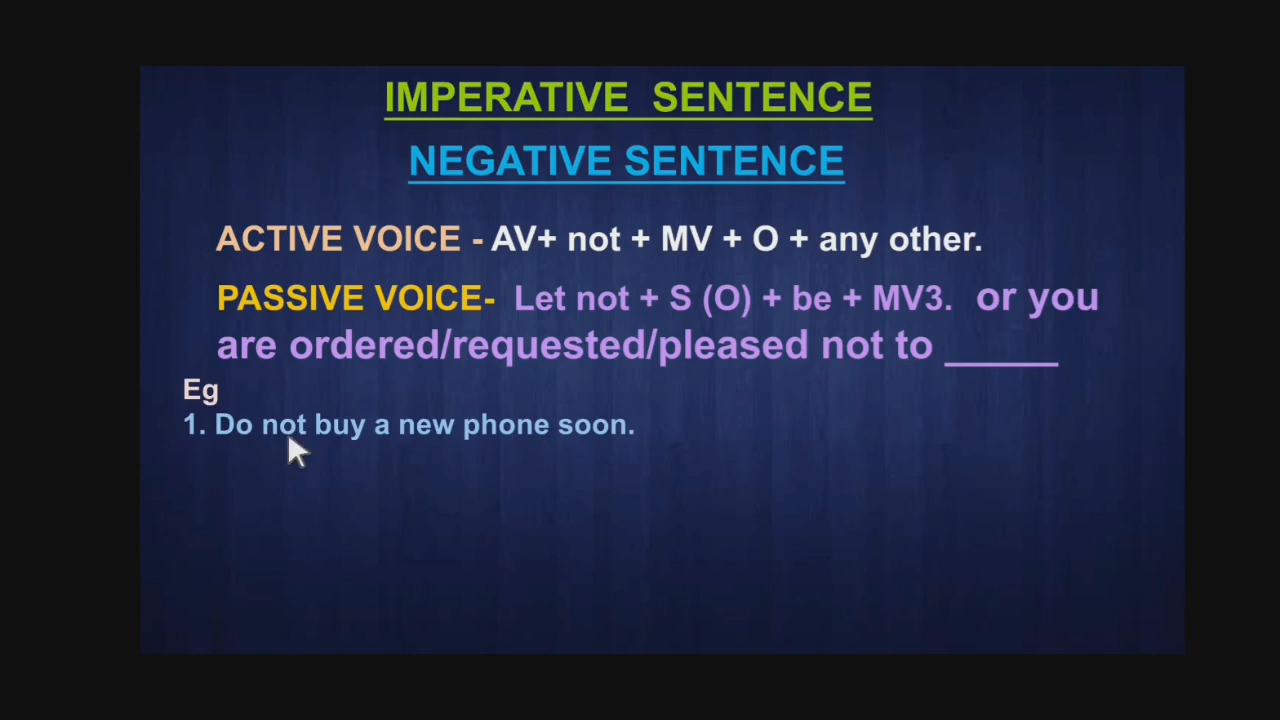 IMPERATIVE SENTENCE
NEGATIVE SENTENCE
ACTIVE VOICE - AV+ not + MV + O + any other.
PASSIVE VOICE- Let not + S (O) + be + MV3. or you
are ordered/requested/pleased not to _____
Eg
1. Do not buy a new phone soon.